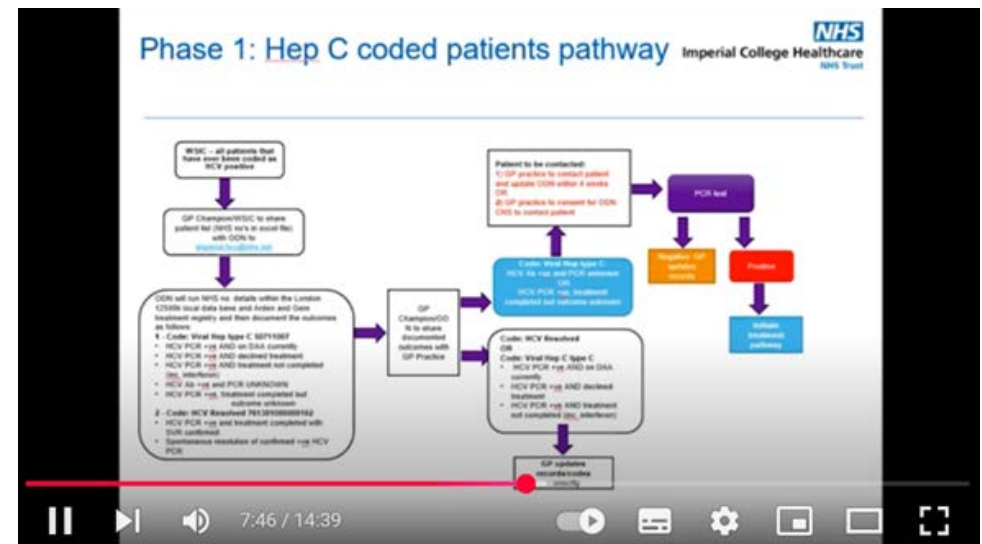 Phase 1: Hep C coded patients pathway
NHS
Imperial College Healthcare
NHS Trust
WSIC – all patients that
have ever been coded as
HCV positive
GP Champion/WSIC to share
patient list (NHS no's in excel file)
with ODN to
ODN will run NHS no details within the London
local data base and Arden and Gem
treatment registry and then document the outcomes
as follows:
1 - Code: Viral Hep type C 50711007
• HCV PCR +ve AND on DAA currently
• HCV PCR +ve AND declined treatment
• HCV PCR +ve AND treatment not completed
(inc. interferon)
• HCV Ab +ve and PCR UNKNOWN
• HCV PCR +ve, treatment completed but
outcome unknown
2 - Code: HCV Resolved
• HCV PCR +ve and treatment completed with
SVR confirmed
• Spontaneous resolution of confirmed +ve HCV
PCR
GP
Champion/OD
N to share
documented
outcomes with
GP Practice
Patient to be contacted:
1) GP practice to contact patient
and update ODN within 4 weeks
OR
2) GP practice to consent for ODN
CNS to contact patient
Code: Viral Hep type C:
HCV Ab +ve and PCR unknown
OR
HCV PCR +ve, treatment
completed but outcome unknown
Code: HCV Resolved
OR
Code: Viral Hep C type C
• HCV PCR +ve AND on DAA
currently
• HCV PCR +ve AND declined
treatment
• HCV PCR +ve AND treatment
not completed (inc. interferon)
GP updates
records/codes
PCR test
Negative: GP
updates
records
Positive
Initiate
treatment
pathway
7:46 / 14:39